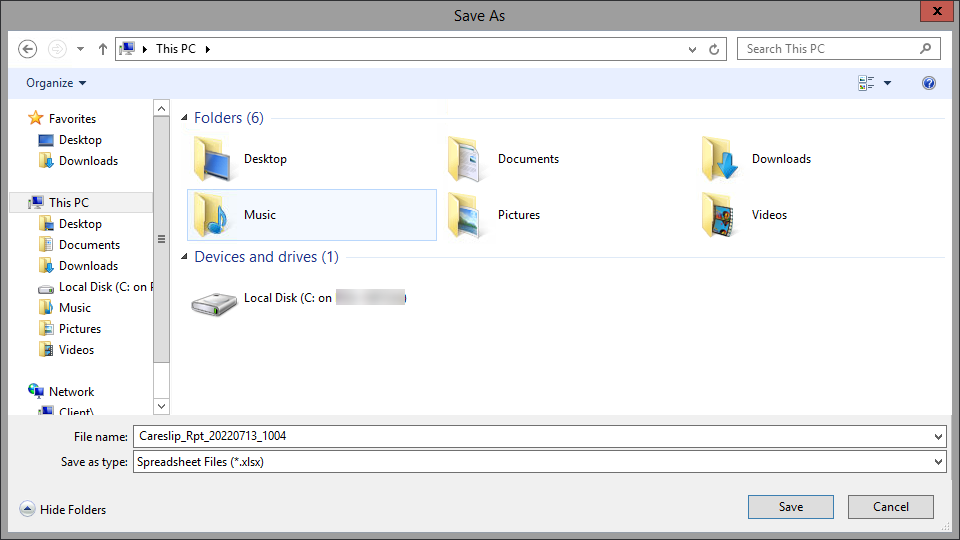 Save As
This PC
Search This PC
Organize
Favorites
Desktop
Downloads
This PC
Desktop
Documents
Downloads
Local Disk (C: on
Music
Pictures
Videos
Network
Client\
Folders (6)
Desktop
Documents
Downloads
Music
Pictures
Videos
Devices and drives (1)
Local Disk (C: on )
File name: Careslip_Rpt_20220713_1004
Save as type: Spreadsheet Files (*.xlsx)
Hide Folders
Save
Cancel